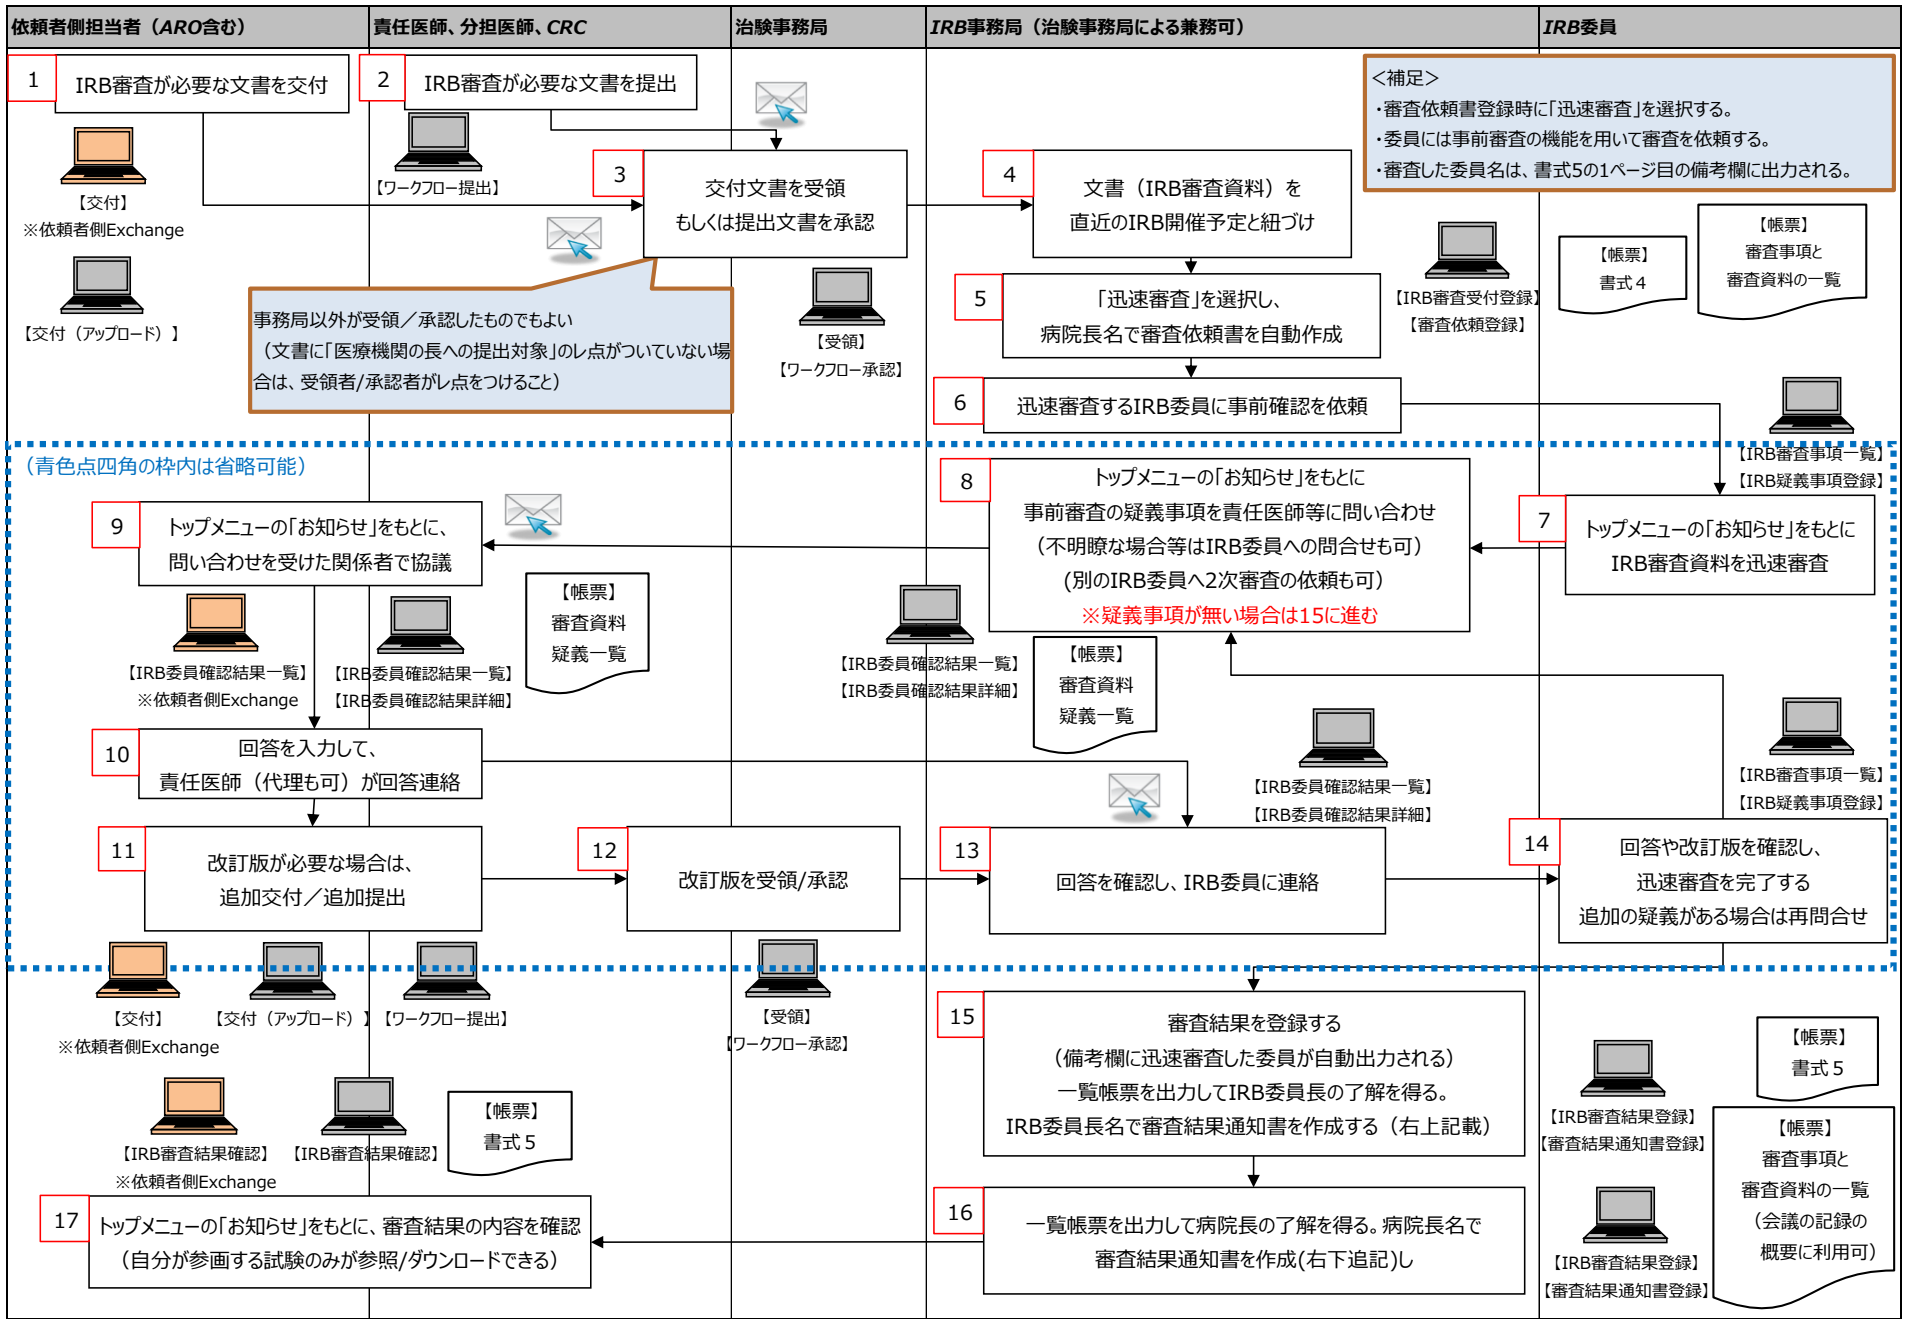 依頼者側担当者（ARO含む）
責任医師、分担医師、CRC
治験事務局
IRB事務局（治験事務局による兼務可）
IRB委員
1
IRB審査が必要な文書を交付
2
IRB審査が必要な文書を提出
＜補足＞
・審査依頼書登録時に「迅速審査」を選択する。
・委員には事前審査の機能を用いて審査を依頼する。
・審査した委員名は、書式5の1ページ目の備考欄に出力される。
【交付】
※依頼者側Exchange
【交付（アップロード）】
【ワークフロー提出】
3
交付文書を受領
もしくは提出文書を承認
4
文書（IRB審査資料）を
直近のIRB開催予定と紐づけ
【IRB審査受付登録】
【審査依頼登録】
【帳票】
書式４
【帳票】
審査事項と
審査資料の一覧
事務局以外が受領／承認したものでもよい
（文書に「医療機関の長への提出対象」のレ点がついていない場
合は、受領者/承認者がレ点をつけること）
【受領】
【ワークフロー承認】
5
「迅速審査」を選択し、
病院長名で審査依頼書を自動作成
6
迅速審査するIRB委員に事前確認を依頼
【IRB審査事項一覧】
【IRB疑義事項登録】
（青色点四角の枠内は省略可能）
7
トップメニューの「お知らせ」をもとに
IRB審査資料を迅速審査
8
トップメニューの「お知らせ」をもとに
事前審査の疑義事項を責任医師等に問い合わせ
（不明瞭な場合等はIRB委員への問合せも可）
(別のIRB委員へ2次審査の依頼も可）
※疑義事項が無い場合は15に進む
9
トップメニューの「お知らせ」をもとに、
問い合わせを受けた関係者で協議
【IRB委員確認結果一覧】
※依頼者側Exchange
【IRB委員確認結果一覧】
【IRB委員確認結果詳細】
【帳票】
審査資料
疑義一覧
【IRB委員確認結果一覧】
【IRB委員確認結果詳細】
【帳票】
審査資料
疑義一覧
10
回答を入力して、
責任医師（代理も可）が回答連絡
【IRB委員確認結果一覧】
【IRB委員確認結果詳細】
【IRB審査事項一覧】
【IRB疑義事項登録】
11
改訂版が必要な場合は、
追加交付／追加提出
12
改訂版を受領/承認
13
回答を確認し、IRB委員に連絡
14
回答や改訂版を確認し、
迅速審査を完了する
追加の疑義がある場合は再問合せ
【交付】
※依頼者側Exchange
【交付（アップロード）】
【ワークフロー提出】
【受領】
【ワークフロー承認】
15
審査結果を登録する
（備考欄に迅速審査した委員が自動出力される）
一覧帳票を出力してIRB委員長の了解を得る。
IRB委員長名で審査結果通知書を作成する（右上記載）
【IRB審査結果登録】
【審査結果通知書登録】
【帳票】
書式５
【帳票】
審査事項と
審査資料の一覧
（会議の記録の
概要に利用可）
【IRB審査結果確認】
※依頼者側Exchange
【IRB審査結果確認】
【帳票】
書式５
16
一覧帳票を出力して病院長の了解を得る。病院長名で
審査結果通知書を作成(右下追記)し
【IRB審査結果登録】
【審査結果通知書登録】
17
トップメニューの「お知らせ」をもとに、審査結果の内容を確認
（自分が参画する試験のみが参照/ダウンロードできる）